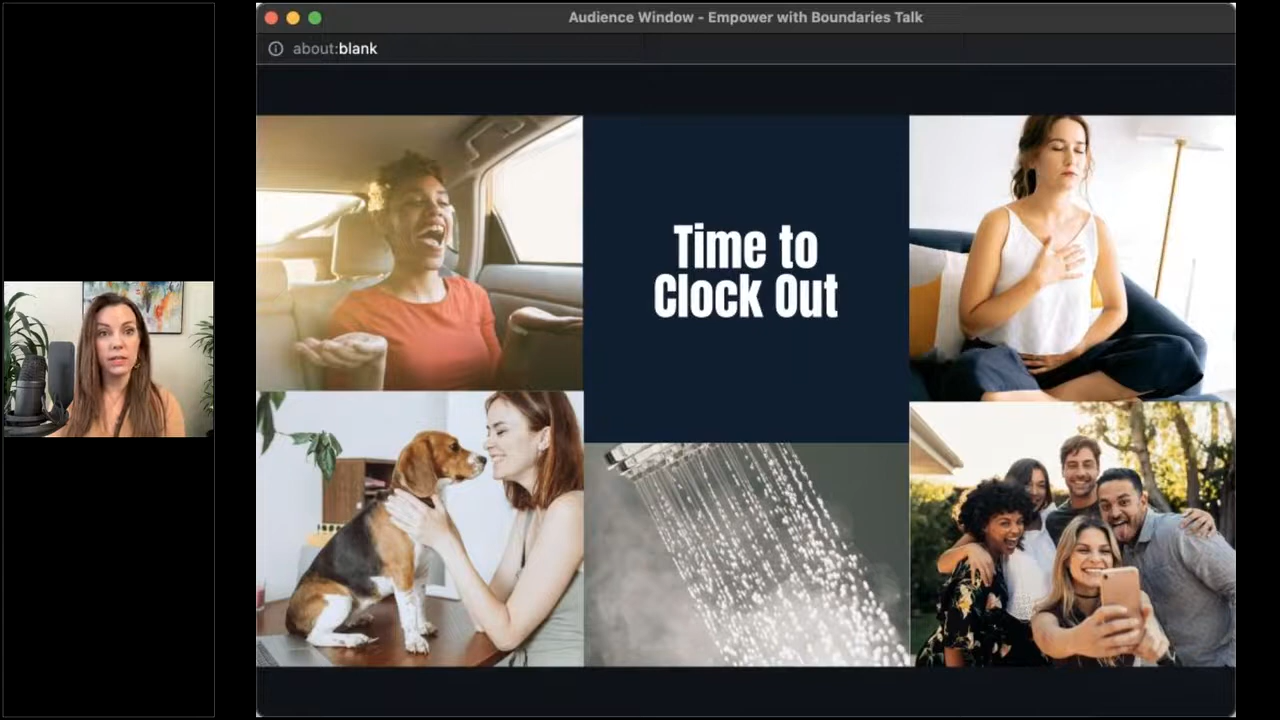 Audience Window - Empower with Boundaries Talk
about:blank
Time to
Clock Out